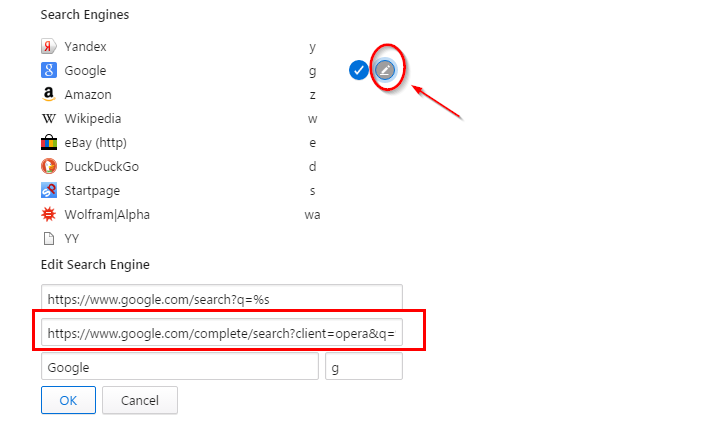 Search Engines
Yandex y
Google g
Amazon z
Wikipedia w
eBay (http) e
DuckDuckGo d
Startpage s
Wolfram|Alpha wa
YY
Edit Search Engine
https://www.google.com/search?q=%s
https://www.google.com/complete/search?client=opera&q=
Google g
OK Cancel